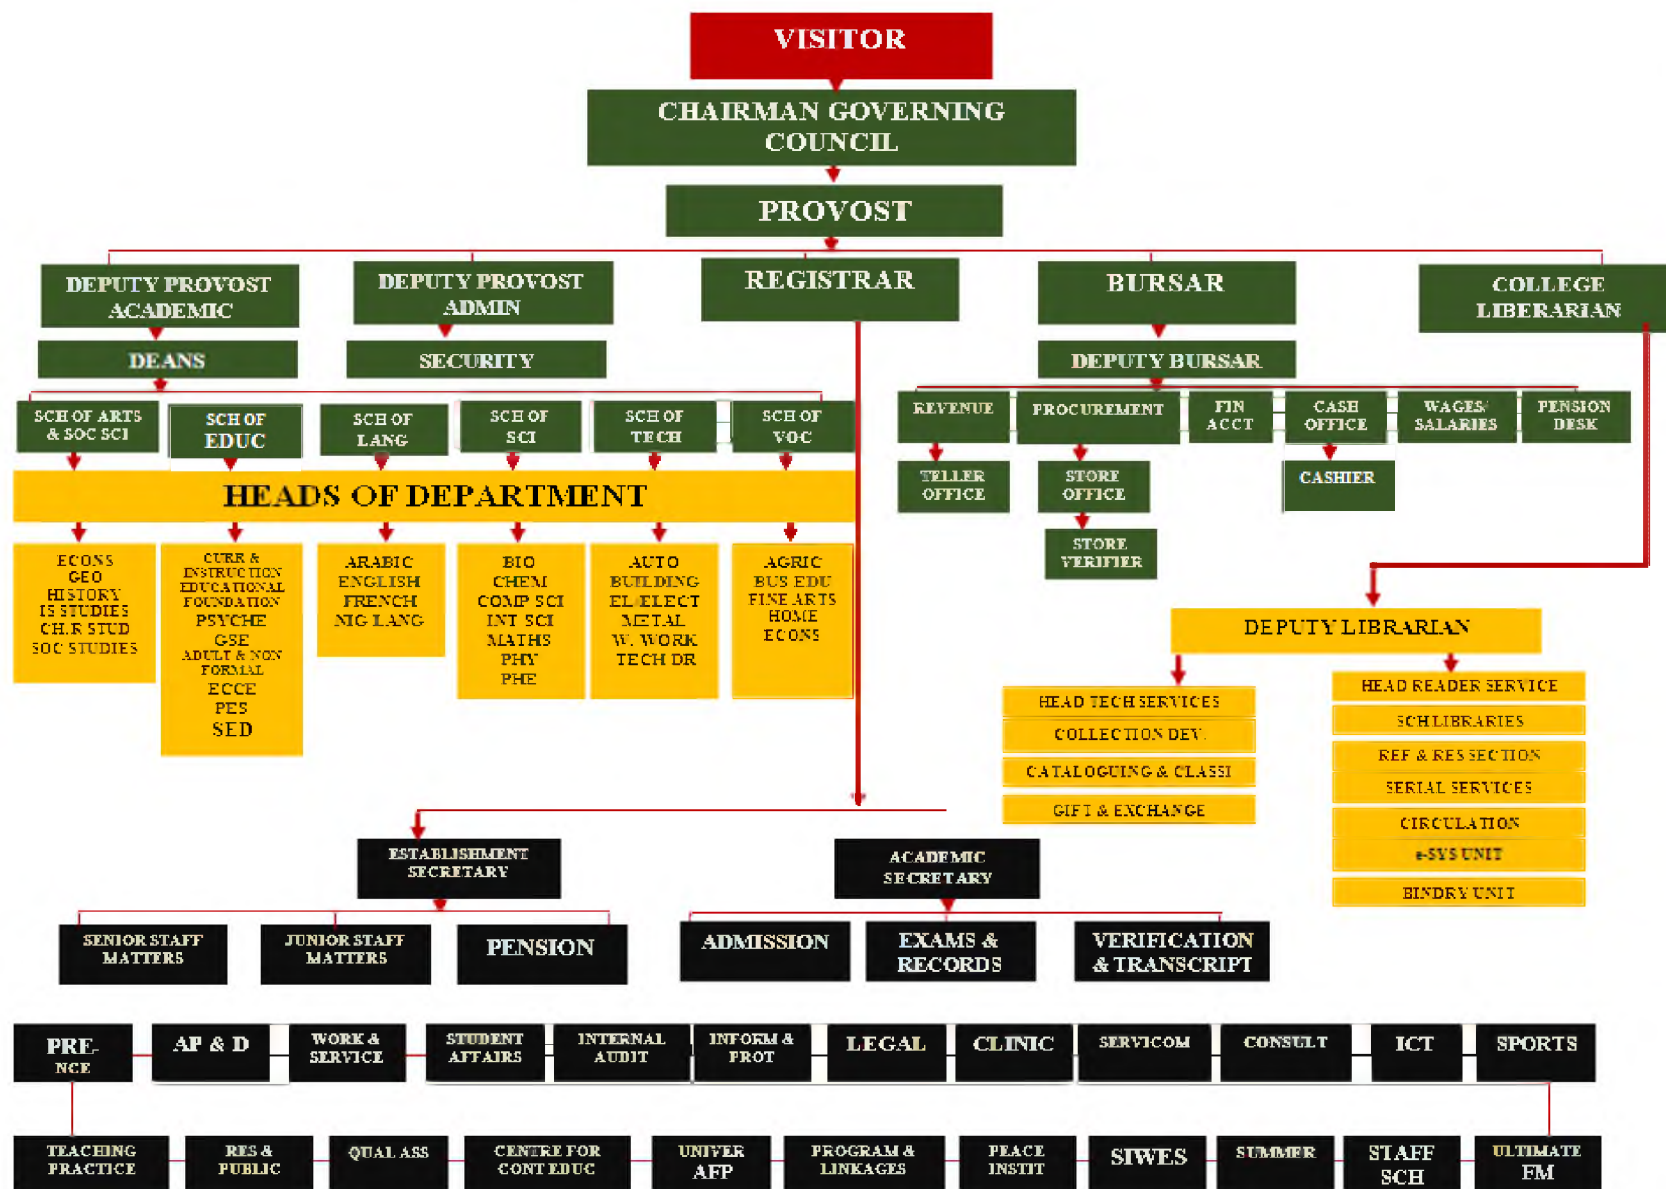 VISITOR
CHAIRMAN GOVERNING
COUNCIL
PROVOST
DEPUTY PROVOST
ACADEMIC
DEPUTY PROVOST
ADMIN
REGISTRAR
BURSAR
COLLEGE
LIBERARIAN
DEANS
SECURITY
DEPUTY BURSAR
SCH OF ARTS
& SOC SCI
SCH OF
EDUC
SCH OF
LANG
SCH OF
SCI
SCH OF
TECH
SCH OF
VOC
REVENUE
PROCUREMENT
FIN
ACCT
CASH
OFFICE
WAGES/
SALARIES
PENSION
DESK
TELLER
OFFICE
STORE
OFFICE
CASHIER
STORE
VERIFIER
HEADS OF DEPARTMENT
ECONS
GEO
HISTORY
IS STUDIES
CH.R STUD
SOC STUDIES
CURR &
INSTRUCTION
EDUCATIONAL
FOUNDATION
PSYCHE
GSE
ADULT & NON
FORMAL
ECCE
PES
SED
ARABIC
ENGLISH
FRENCH
NIG LANG
BIO
CHEM
COMP SCI
INT SCI
MATHS
PHY
PHE
AUTO
BUILDING
EL/ELECT
METAL
W. WORK
TECH DR
AGRIC
BUS EDU
FINE ARTS
HOME
ECONS
DEPUTY LIBRARIAN
HEAD TECH SERVICES
COLLECTION DEV.
CATALOGUING & CLASSI
GIFT & EXCHANGE
HEAD READER SERVICE
SCH LIBRARIES
REF & RES SECTION
SERIAL SERVICES
CIRCULATION
e-SYS UNIT
BINDRY UNIT
ESTABLISHMENT
SECRETARY
ACADEMIC
SECRETARY
SENIOR STAFF
MATTERS
JUNIOR STAFF
MATTERS
PENSION
ADMISSION
EXAMS &
RECORDS
VERIFICATION
& TRANSCRIPT
PRE-
NCE
AP & D
WORK &
SERVICE
STUDENT
AFFAIRS
INTERNAL
AUDIT
INFORM &
PROT
LEGAL
CLINIC
SERVICOM
CONSULT
ICT
SPORTS
TEACHING
PRACTICE
RES &
PUBLIC
QUAL ASS
CENTRE FOR
CONT EDUC
UNIVER
AFP
PROGRAM &
LINKAGES
PEACE
INSTIT
SIWES
SUMMER
STAFF
SCH
ULTIMATE
FM